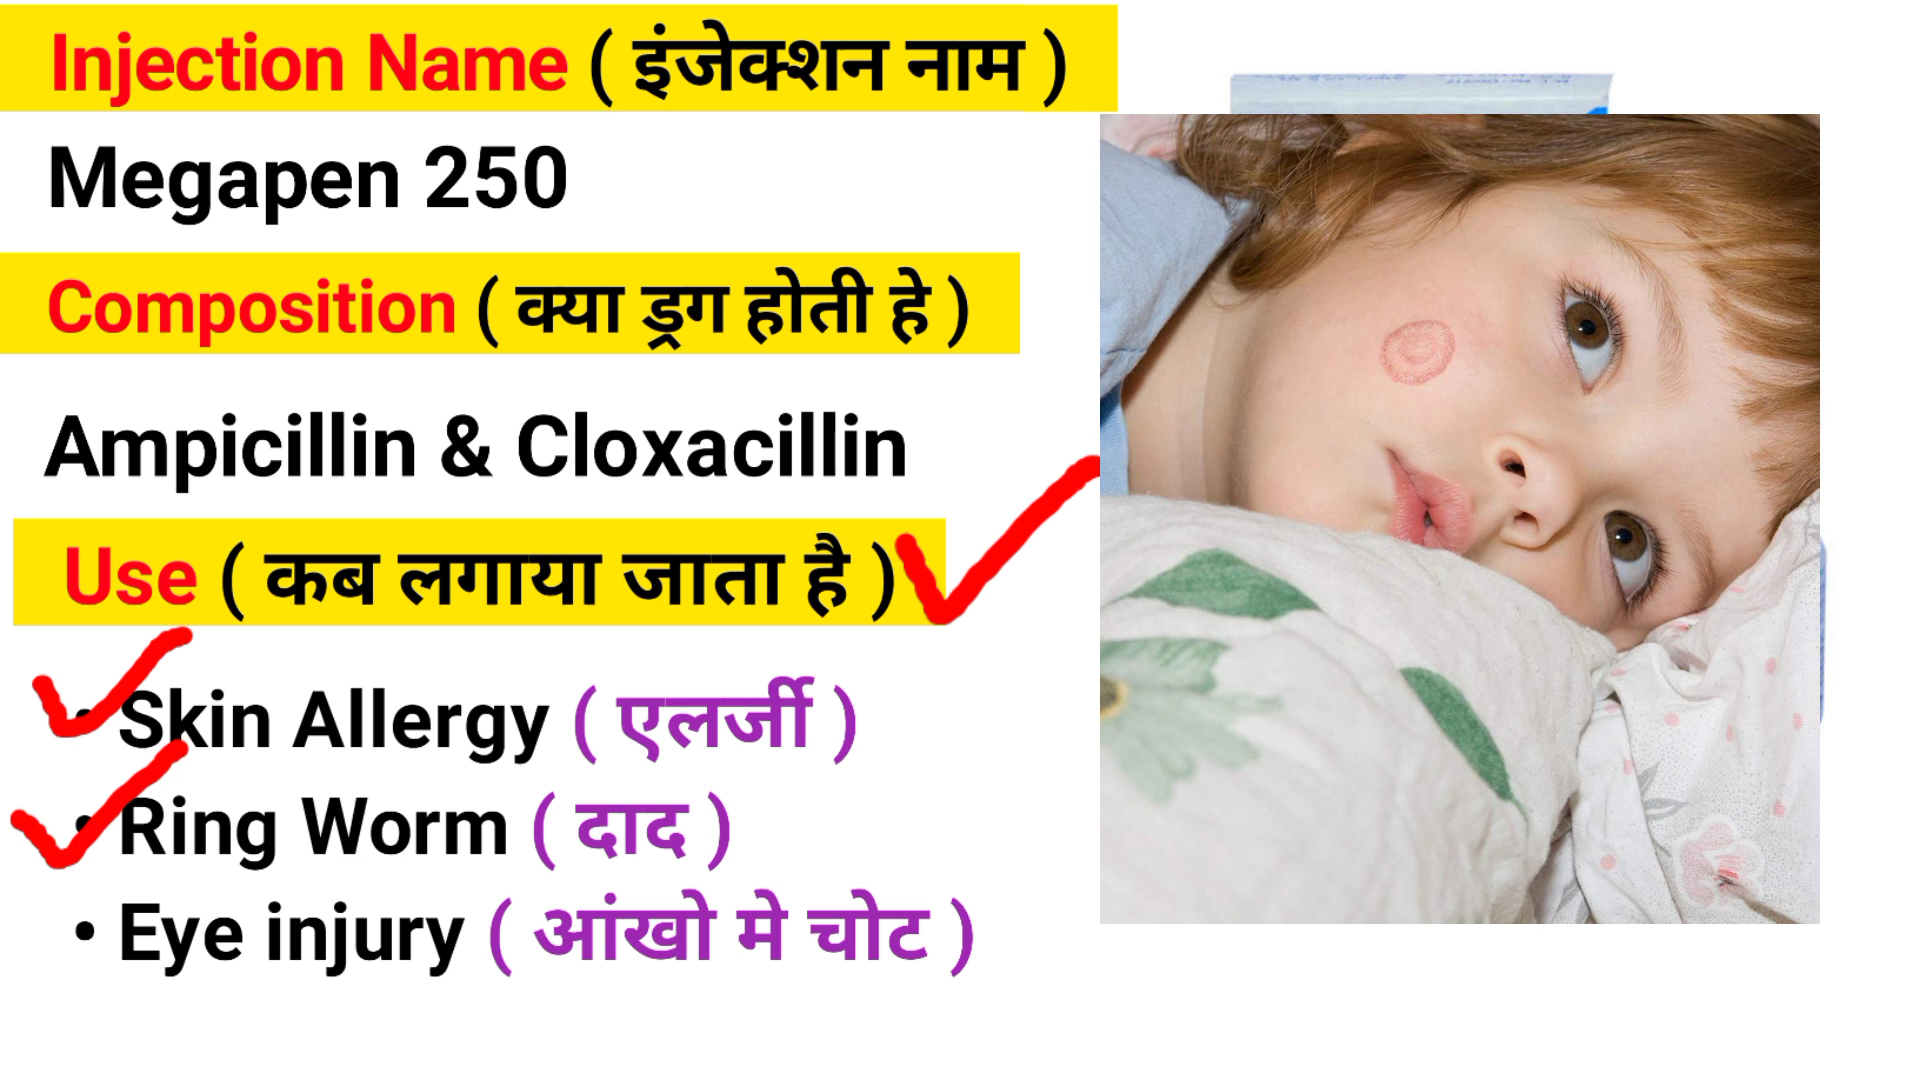 Injection Name ( इंजेक्शन नाम )
Megapen 250
Composition ( क्या ड्रग होती हे )
Ampicillin & Cloxacillin
Use ( कब लगाया जाता है )
• Skin Allergy ( एलर्जी )
• Ring Worm ( दाद )
• Eye injury ( आंखो मे चोट )